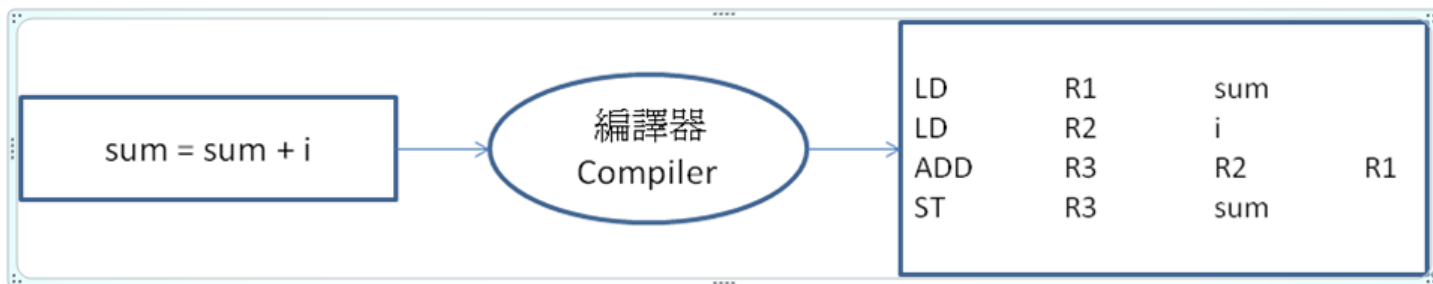 sum = sum + i
編譯器
Compiler
LD R1 sum
LD R2 i
ADD R3 R2 R1
ST R3 sum